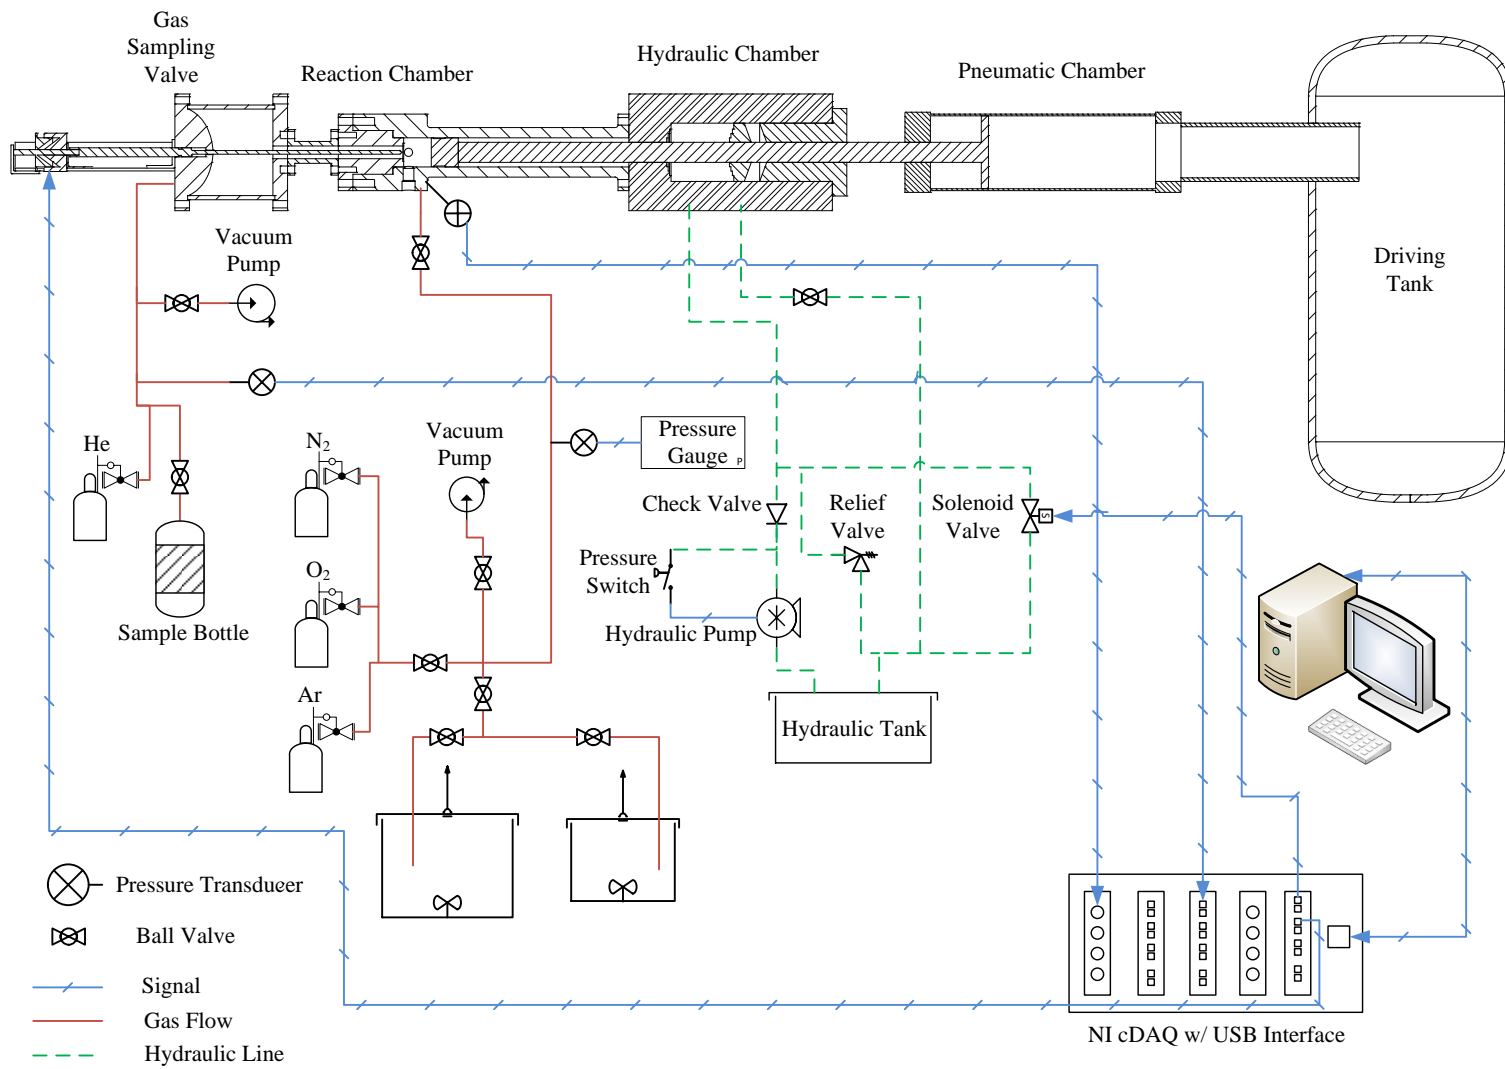 Gas
Sampling
Valve
Reaction Chamber
Hydraulic Chamber
Pneumatic Chamber
Vacuum
Pump
Driving
Tank
He
N2
Vacuum
Pump
Pressure
Gauge P
Check Valve
Relief
Valve
Solenoid
Valve
S
Pressure
Switch
O2
Sample Bottle
Hydraulic Pump
Ar
Hydraulic Tank
Pressure Transducer
Ball Valve
Signal
Gas Flow
Hydraulic Line
NI cDAQ w/ USB Interface